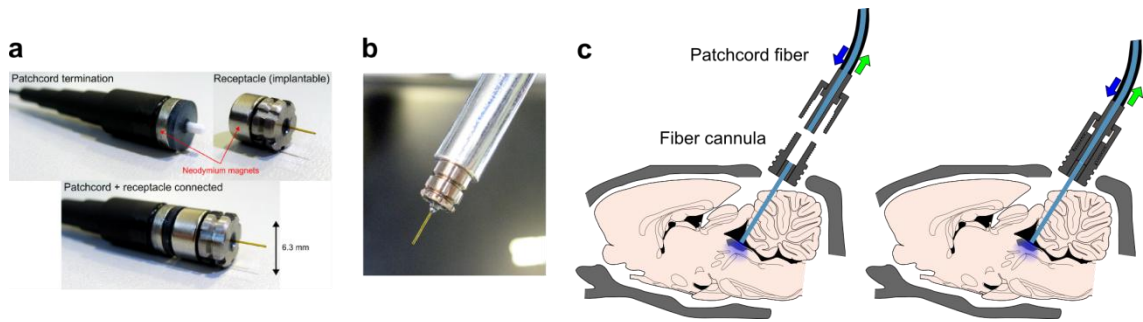 a
Patchcord termination
Receptacle (implantable)
Neodymium magnets
Patchcord + receptacle connected
6.3 mm
b
c
Patchcord fiber
Fiber cannula